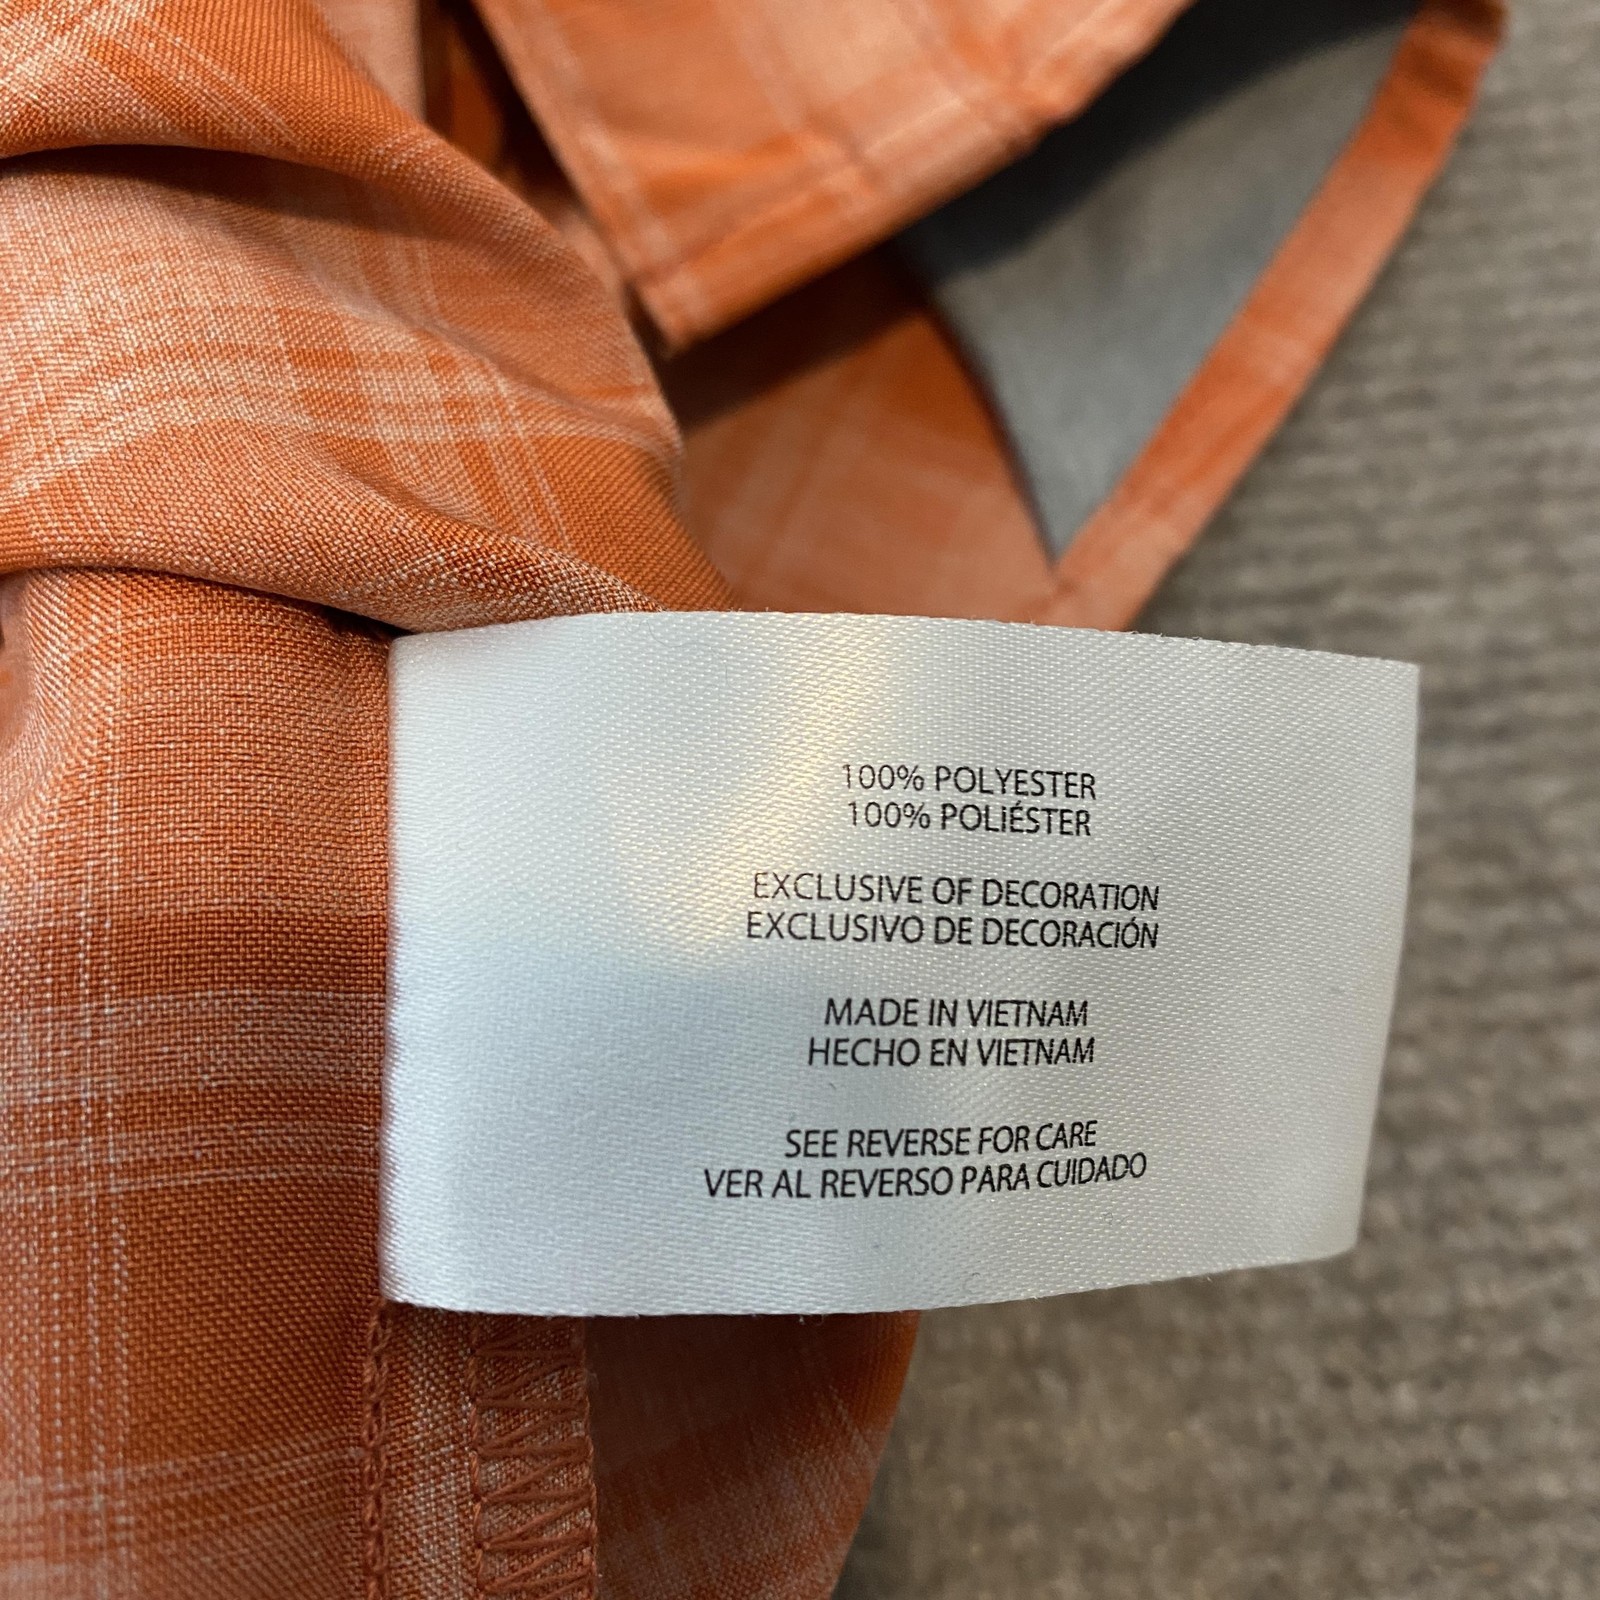 100% POLYESTER
100% POLIÉSTER
EXCLUSIVE OF DECORATION
EXCLUSIVO DE DECORACIÓN
MADE IN VIETNAM
HECHO EN VIETNAM
SEE REVERSE FOR CARE
VER AL REVERSO PARA CUIDADO